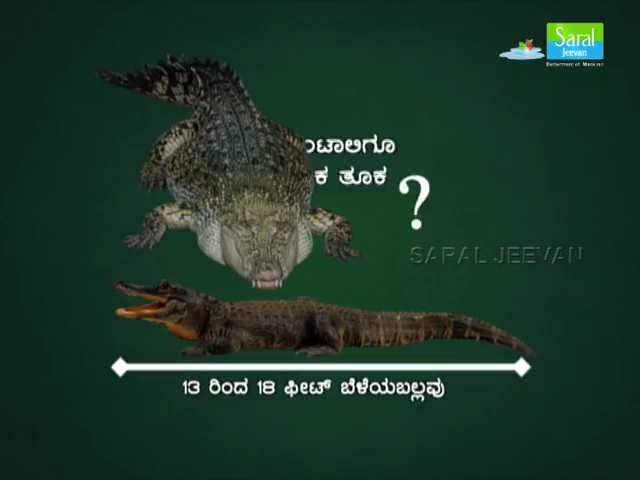 Saral
Jeevan
Betterment of Mankind
ತೂಕ
?
SARAL JEEVAN
13 ರಿಂದ 18 ಫೀಟ್ ಬೆಳೆಯಬಲ್ಲವು